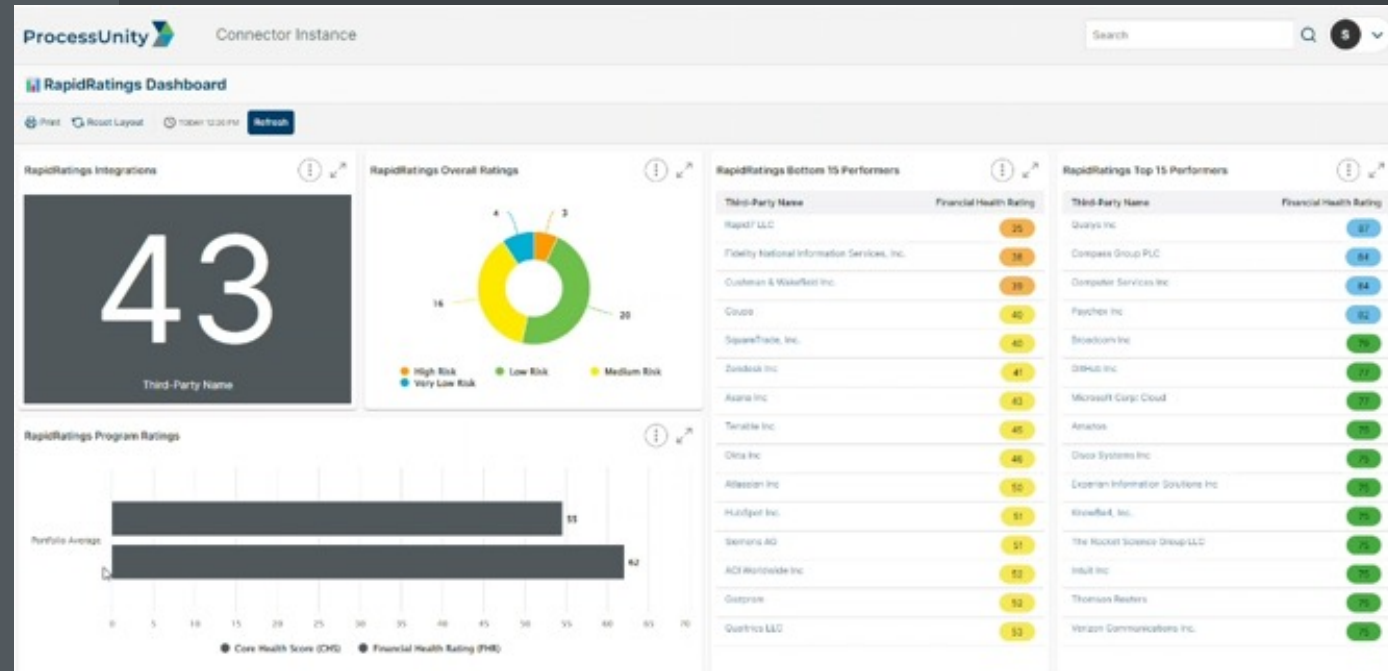 ProcessUnity Connector Instance Search S
RapidRatings Dashboard
Print Reset Layout TODAY 12:30 PM Refresh
RapidRatings Integrations
43
Third-Party Name
RapidRatings Overall Ratings
4 3
16
20
High Risk Low Risk Medium Risk
Very Low Risk
RapidRatings Program Ratings
55
Portfolio Average
62
0 5 10 15 20 25 30 35 40 45 50 55 60 65 70
Core Health Score (CHS) Financial Health Rating (FHR)
RapidRatings Bottom 15 Performers
Third-Party Name Financial Health Rating
Rapid7 LLC 35
Fidelity National Information Services, Inc. 38
Cushman & Wakefield Inc. 39
Coupa 40
SquareTrade, Inc. 40
Zendesk Inc 41
Asana Inc 43
Tenable Inc 45
Okta Inc 46
Atlassian Inc 50
HubSpot Inc. 51
Siemens AG 51
ACI Worldwide Inc 52
Gazprom 52
Qualtrics LLC 53
RapidRatings Top 15 Performers
Third-Party Name Financial Health Rating
Qualys Inc 87
Compass Group PLC 84
Computer Services Inc 84
Paychex Inc 82
Broadcom Inc 79
GitHub Inc 77
Microsoft Corp: Cloud 77
Amazon
Cisco Systems Inc 75
Experian Information Solutions Inc 75
KnowBe4, Inc. 75
The Rocket Science Group LLC 75
Intuit Inc 75
Thomson Reuters 75
Verizon Communications Inc. 75